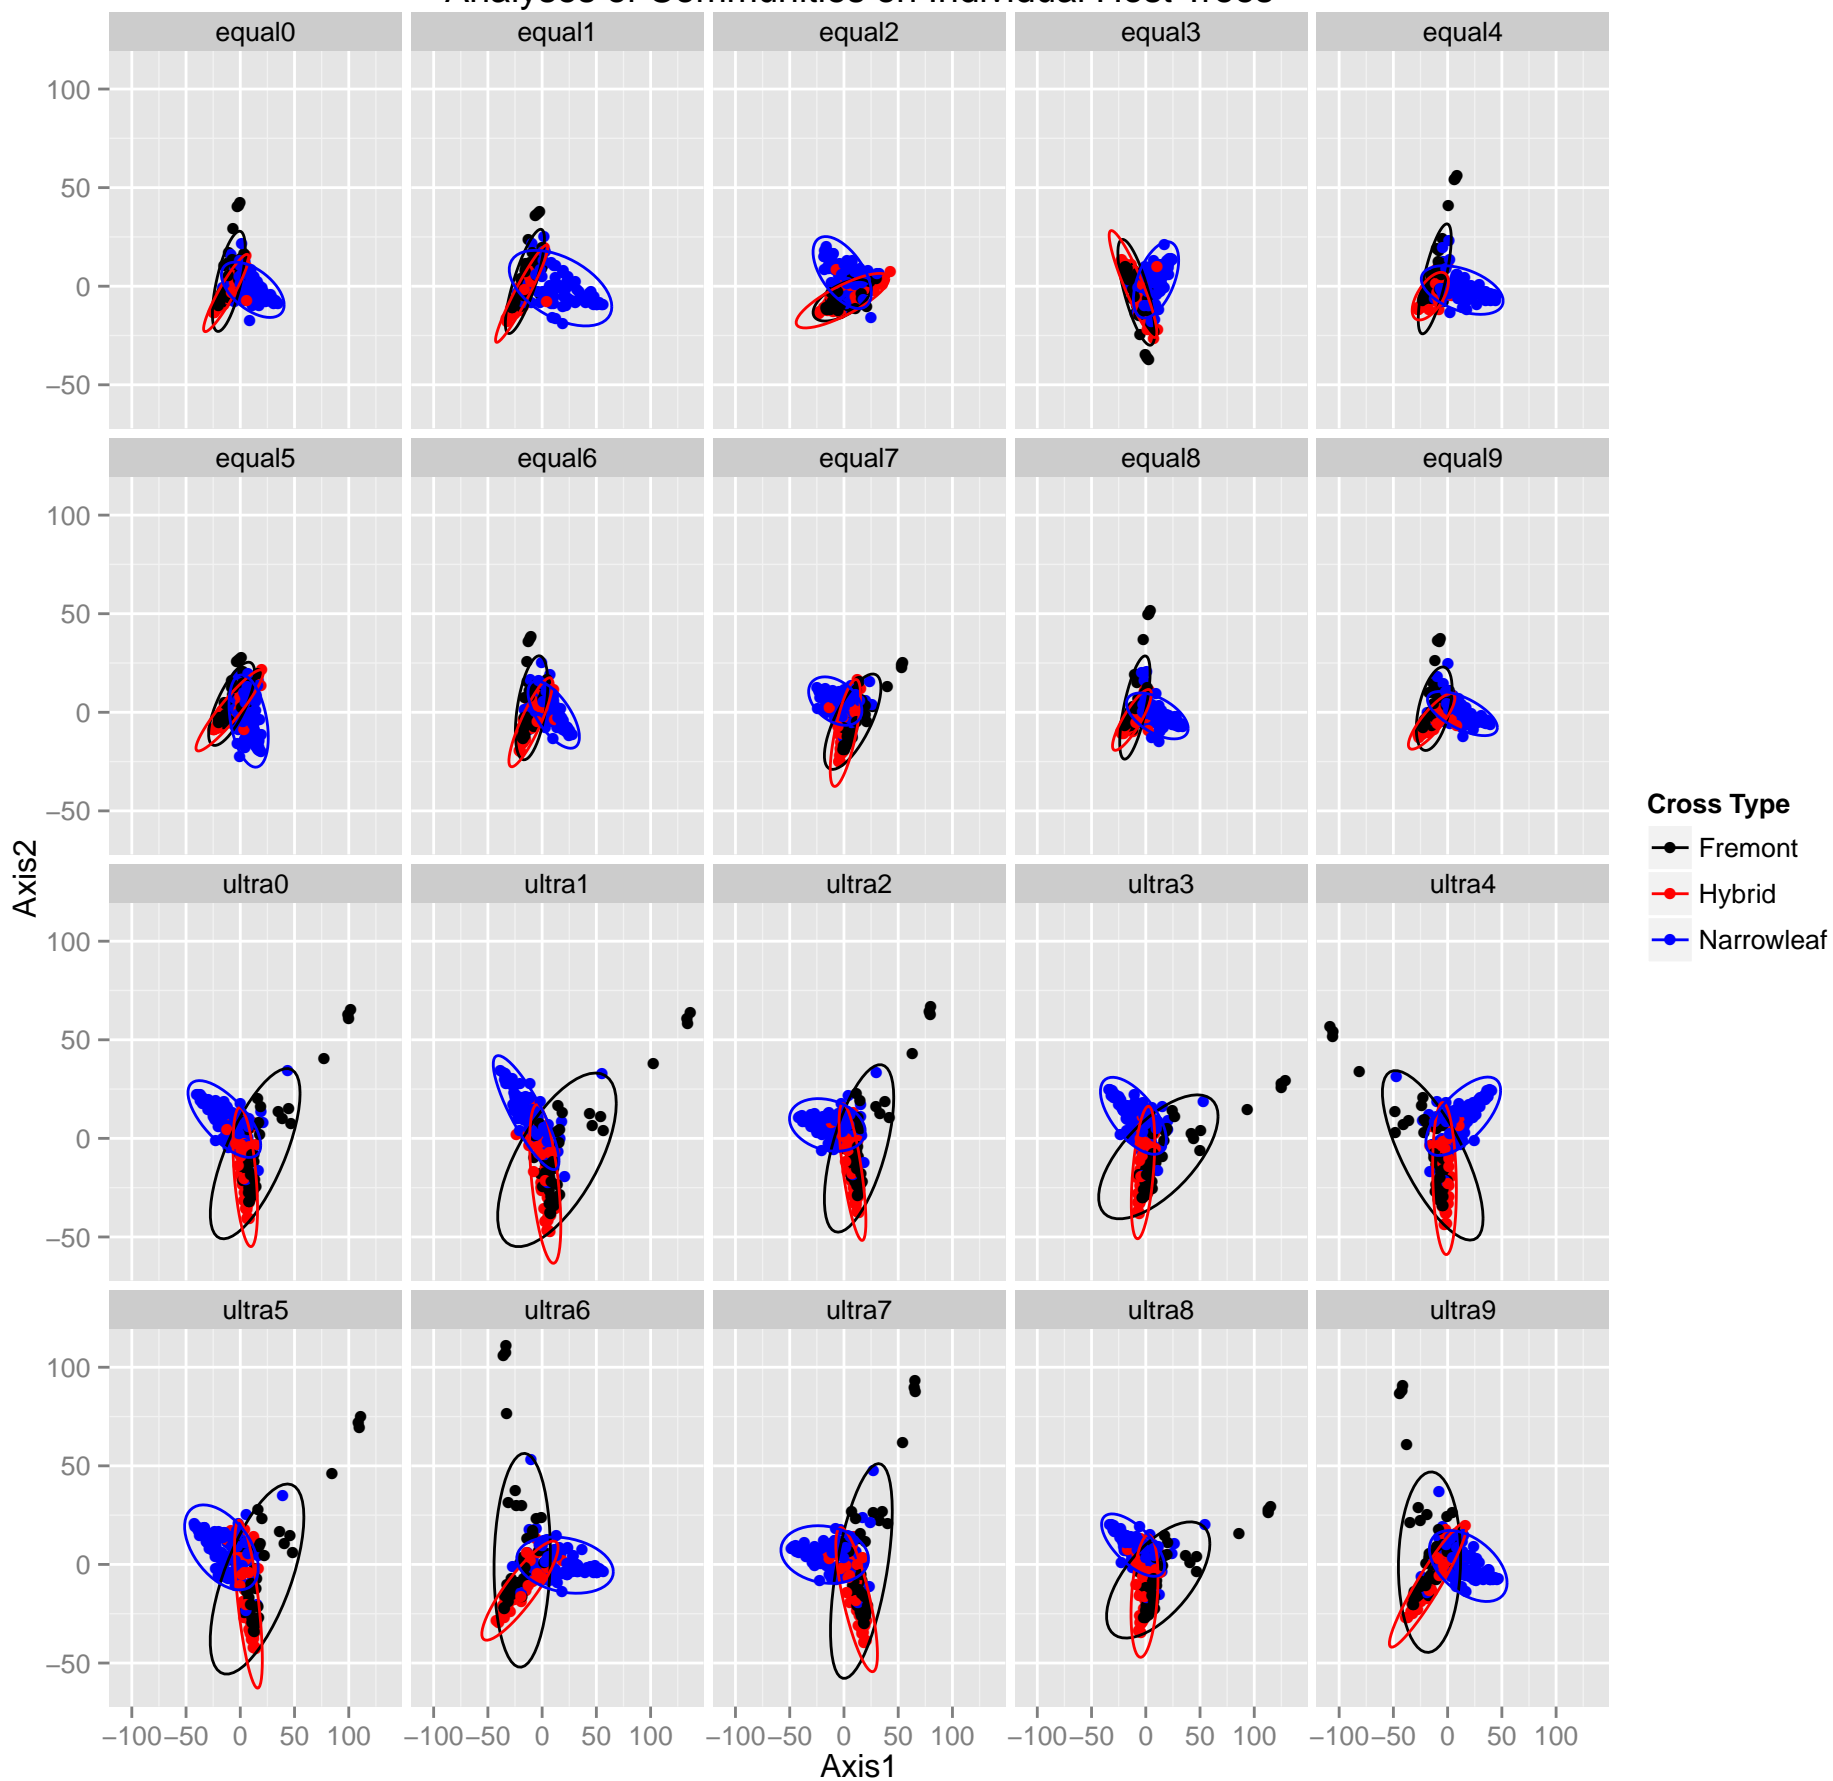 equal0 equal1 equal2 equal3 equal4
100
50
0
−50
equal5 equal6 equal7 equal8 equal9
100
50
0
−50
Axis2
ultra0 ultra1 ultra2 ultra3 ultra4
100
50
0
−50
ultra5 ultra6 ultra7 ultra8 ultra9
100
50
0
−50
−100 −50 0 50 100 −100 −50 0 50 100 −100 −50 0 50 100 −100 −50 0 50 100 −100 −50 0 50 100
Axis1
Cross Type
Fremont
Hybrid
Narrowleaf